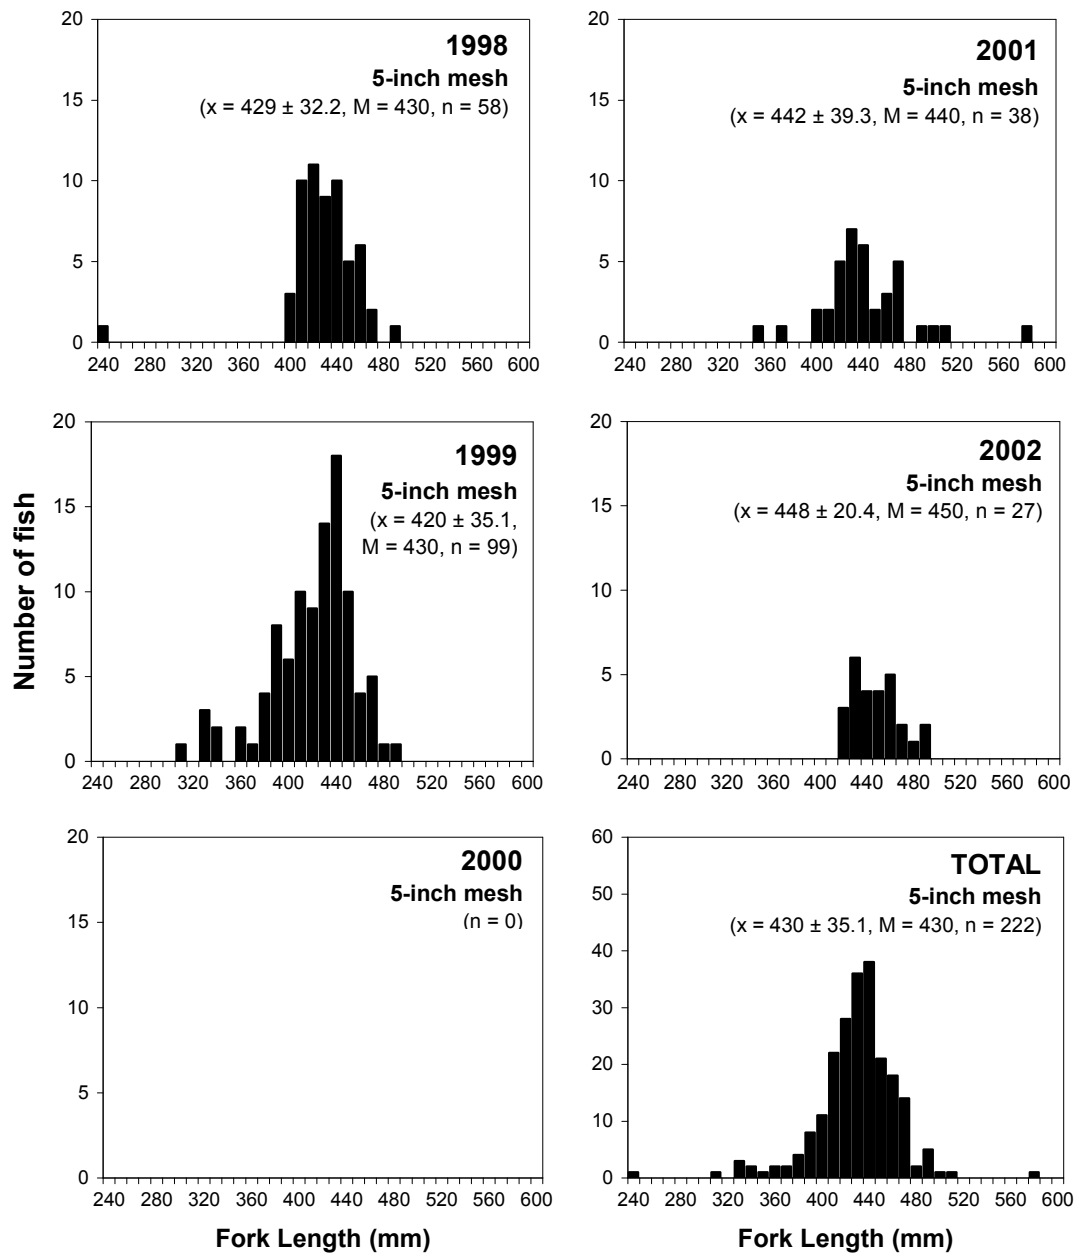 20
15
10
5
0
1998
5-inch mesh
(x = 429 ± 32.2, M = 430, n = 58)
240 280 320 360 400 440 480 520 560 600
20
15
10
5
0
2001
5-inch mesh
(x = 442 ± 39.3, M = 440, n = 38)
240 280 320 360 400 440 480 520 560 600
Number of fish
20
15
10
5
0
1999
5-inch mesh
(x = 420 ± 35.1,
M = 430, n = 99)
240 280 320 360 400 440 480 520 560 600
20
15
10
5
0
2002
5-inch mesh
(x = 448 ± 20.4, M = 450, n = 27)
240 280 320 360 400 440 480 520 560 600
20
15
10
5
0
2000
5-inch mesh
(n = 0)
240 280 320 360 400 440 480 520 560 600
Fork Length (mm)
60
50
40
30
20
10
0
TOTAL
5-inch mesh
(x = 430 ± 35.1, M = 430, n = 222)
240 280 320 360 400 440 480 520 560 600
Fork Length (mm)